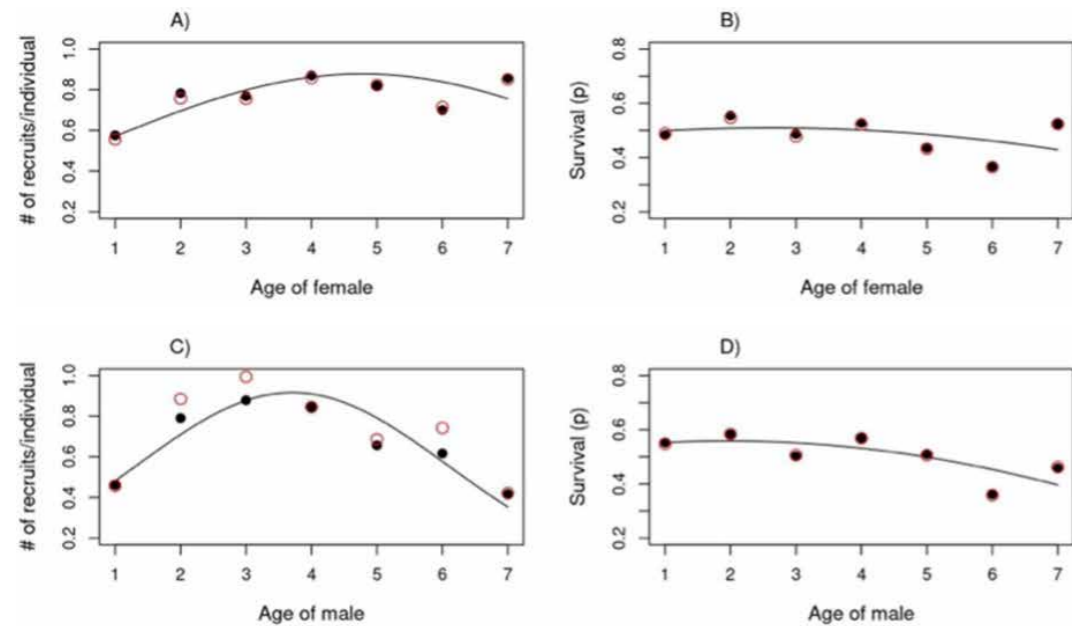 A)
# of recruits/individual
1.0
0.8
0.6
0.4
0.2
1 2 3 4 5 6 7
Age of female
B)
Survival (p)
0.8
0.6
0.4
0.2
1 2 3 4 5 6 7
Age of female
C)
# of recruits/individual
1.0
0.8
0.6
0.4
0.2
1 2 3 4 5 6 7
Age of male
D)
Survival (p)
0.8
0.6
0.4
0.2
1 2 3 4 5 6 7
Age of male